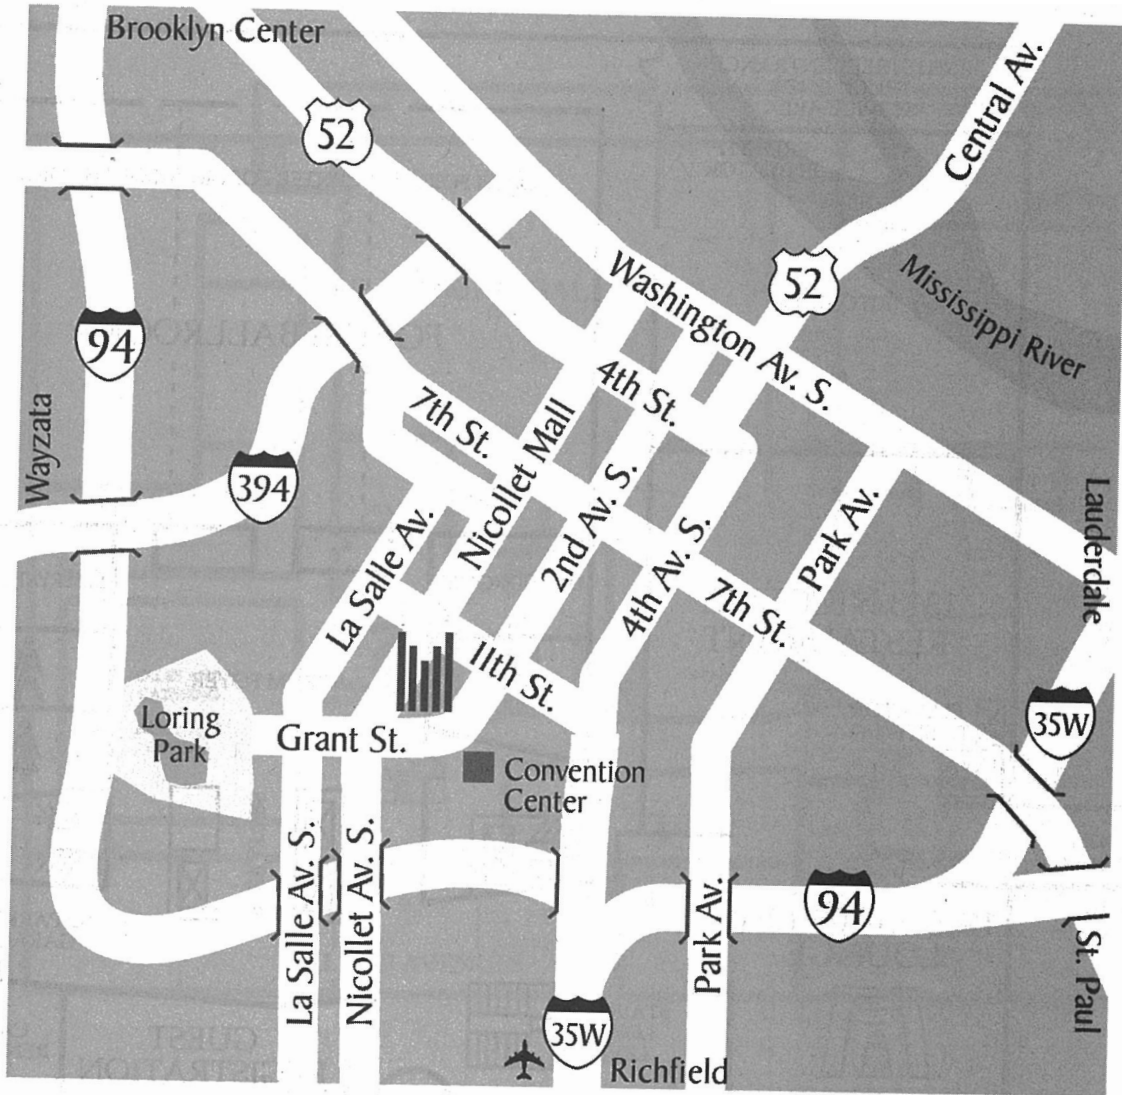 Brooklyn Center
52
Central Av.
52
Washington Av. S.
Mississippi River
94
Wayzata
394
7th St.
4th St.
Nicollet Mall
La Salle Av.
2nd Av. S.
4th Av. S.
Park Av.
7th St.
Lauderdale
11th St.
35W
Loring
Park
Grant St.
Convention
Center
La Salle Av. S.
Nicollet Av. S.
Park Av.
94
St. Paul
35W
Richfield